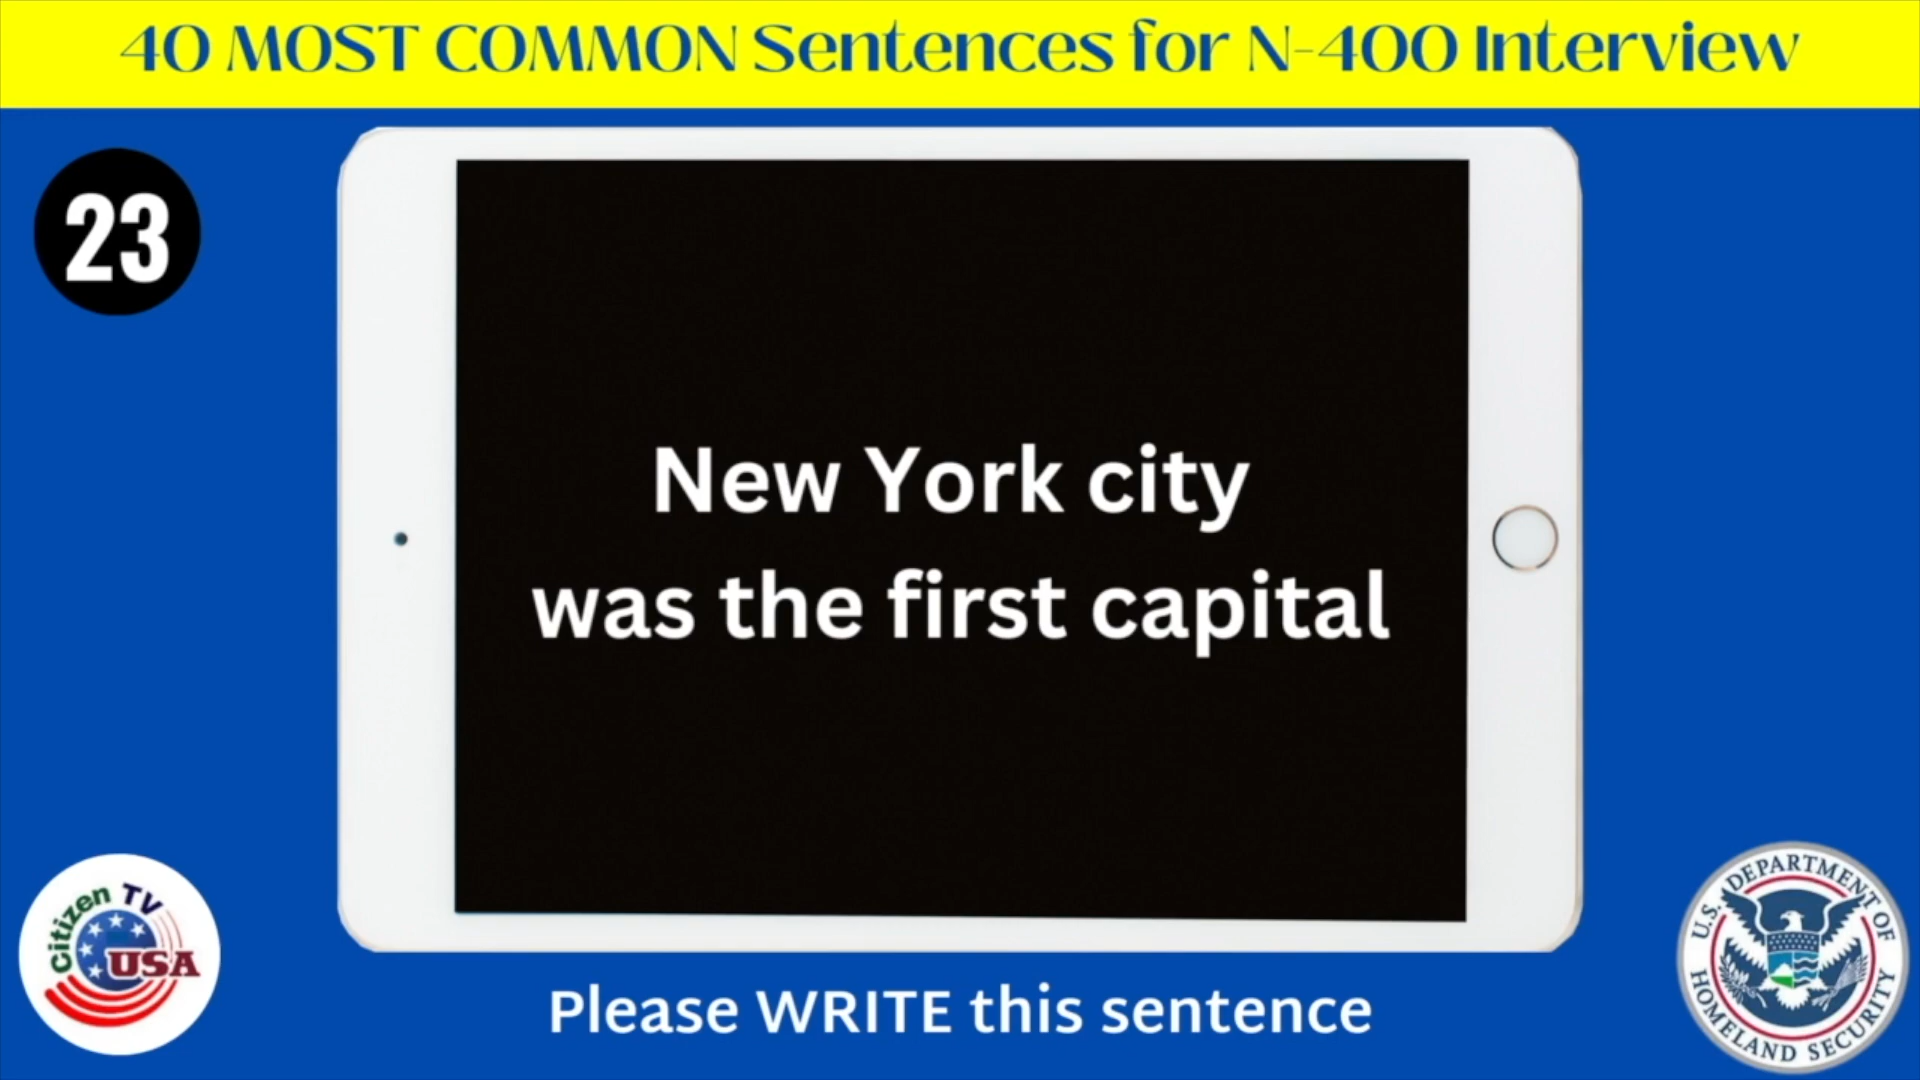 40 MOST COMMON Sentences for N-400 Interview
23
New York city
was the first capital
Citizen TV
USA
Please WRITE this sentence
U.S. DEPARTMENT OF
HOMELAND SECURITY